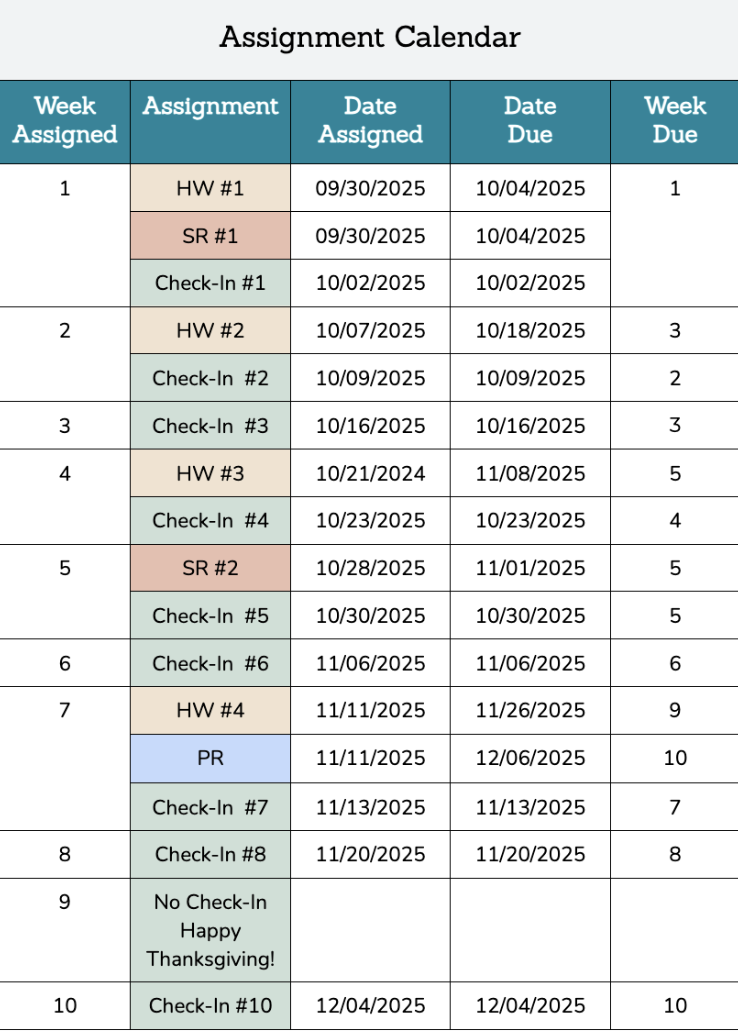 Assignment Calendar
Week Assigned Assignment Date Assigned Date Due Week Due
1 HW #1 09/30/2025 10/04/2025 1
SR #1 09/30/2025 10/04/2025
Check-In #1 10/02/2025 10/02/2025
2 HW #2 10/07/2025 10/18/2025 3
Check-In #2 10/09/2025 10/09/2025 2
3 Check-In #3 10/16/2025 10/16/2025 3
4 HW #3 10/21/2024 11/08/2025 5
Check-In #4 10/23/2025 10/23/2025 4
5 SR #2 10/28/2025 11/01/2025 5
Check-In #5 10/30/2025 10/30/2025 5
6 Check-In #6 11/06/2025 11/06/2025 6
7 HW #4 11/11/2025 11/26/2025 9
PR 11/11/2025 12/06/2025 10
Check-In #7 11/13/2025 11/13/2025 7
8 Check-In #8 11/20/2025 11/20/2025 8
9 No Check-In
Happy
Thanksgiving!
10 Check-In #10 12/04/2025 12/04/2025 10